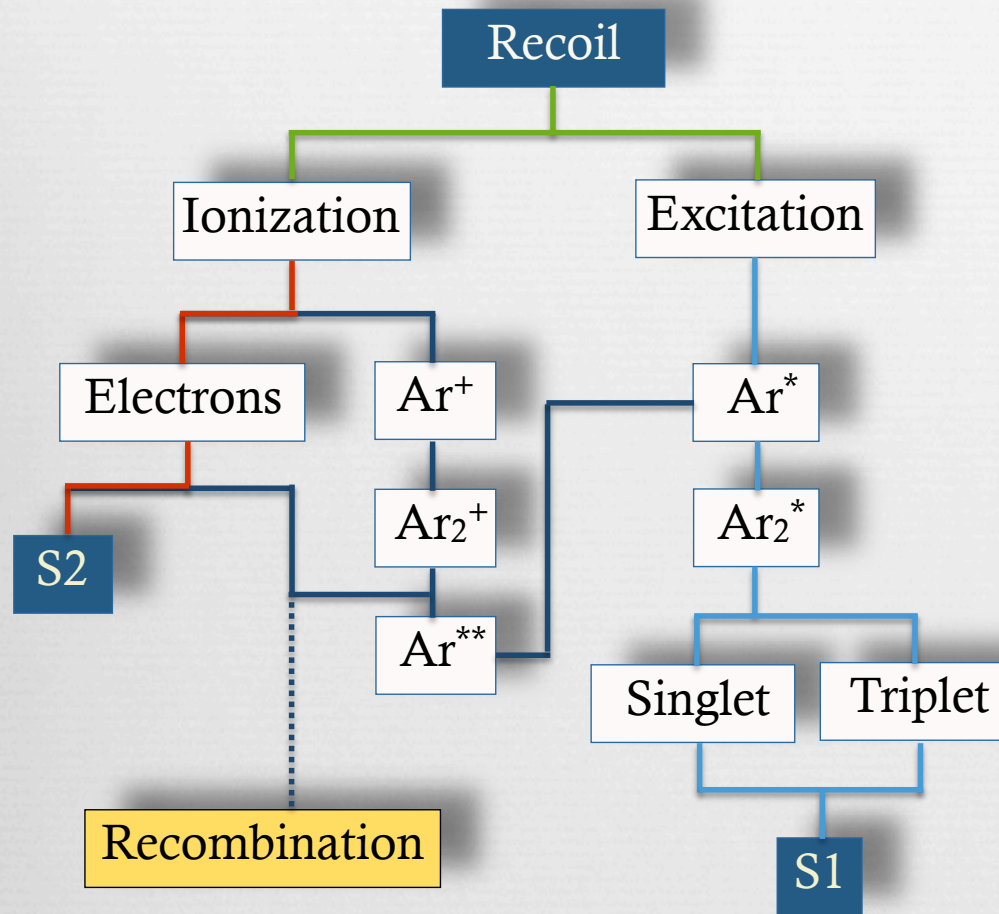 Recoil
Ionization
Excitation
Electrons
Ar⁺
Ar*
Ar₂⁺
Ar₂*
S2
Ar**
Singlet
Triplet
Recombination
S1